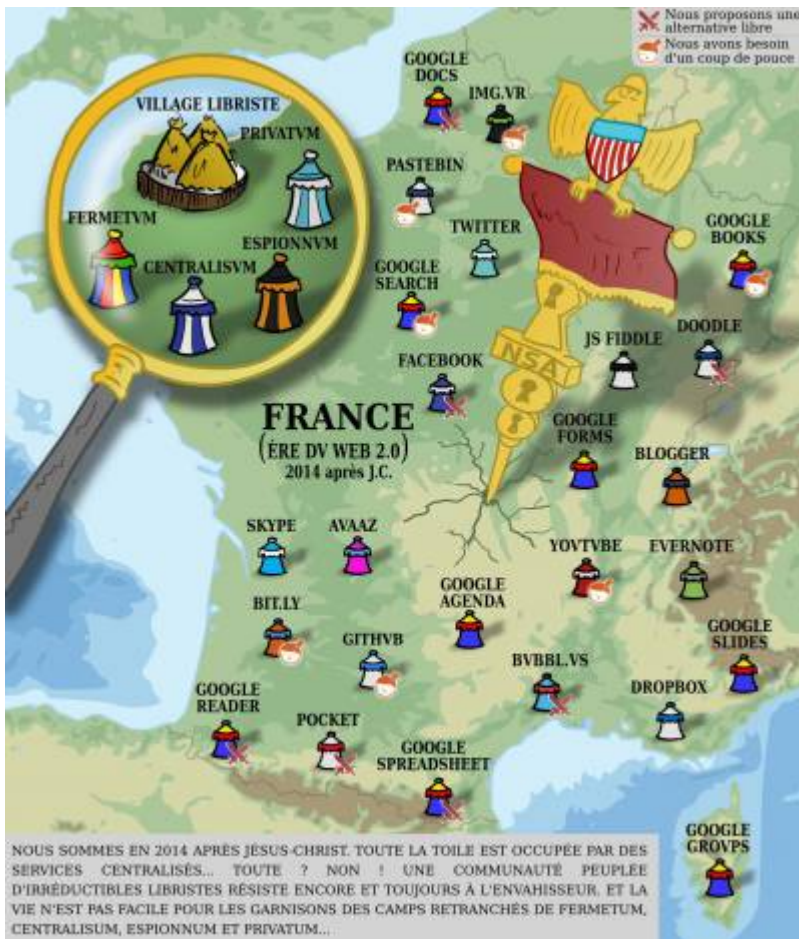 Nous proposons une
alternative libre
Nous avons besoin
d'un coup de pouce
GOOGLE
DOCS
IMG.VR
VILLAGE LIBRISTE
PRIVATVM
PASTEBIN
FERMETVM
ESPIONNVM
CENTRALISVM
TWITTER
GOOGLE
BOOKS
GOOGLE
SEARCH
JS FIDDLE
DOODLE
NSA
FACEBOOK
FRANCE
(ÈRE DV WEB 2.0)
2014 après J.C.
GOOGLE
FORMS
BLOGGER
SKYPE
AVAAZ
YOVTVBE
EVERNOTE
GOOGLE
AGENDA
BIT.LY
GITHVB
GOOGLE
SLIDES
BVBBL.VS
DROPBOX
GOOGLE
READER
POCKET
GOOGLE
SPREADSHEET
GOOGLE
GROVPS
NOUS SOMMES EN 2014 APRÈS JÉSUS-CHRIST. TOUTE LA TOILE EST OCCUPÉE PAR DES
SERVICES CENTRALISÉS... TOUTE ? NON ! UNE COMMUNAUTÉ PEUPLÉE
D'IRRÉDUCTIBLES LIBRISTES RÉSISTE ENCORE ET TOUJOURS À L'ENVAHISSEUR. ET LA
VIE N'EST PAS FACILE POUR LES GARNISONS DES CAMPS RETRANCHÉS DE FERMETUM,
CENTRALISUM, ESPIONNUM ET PRIVATUM...